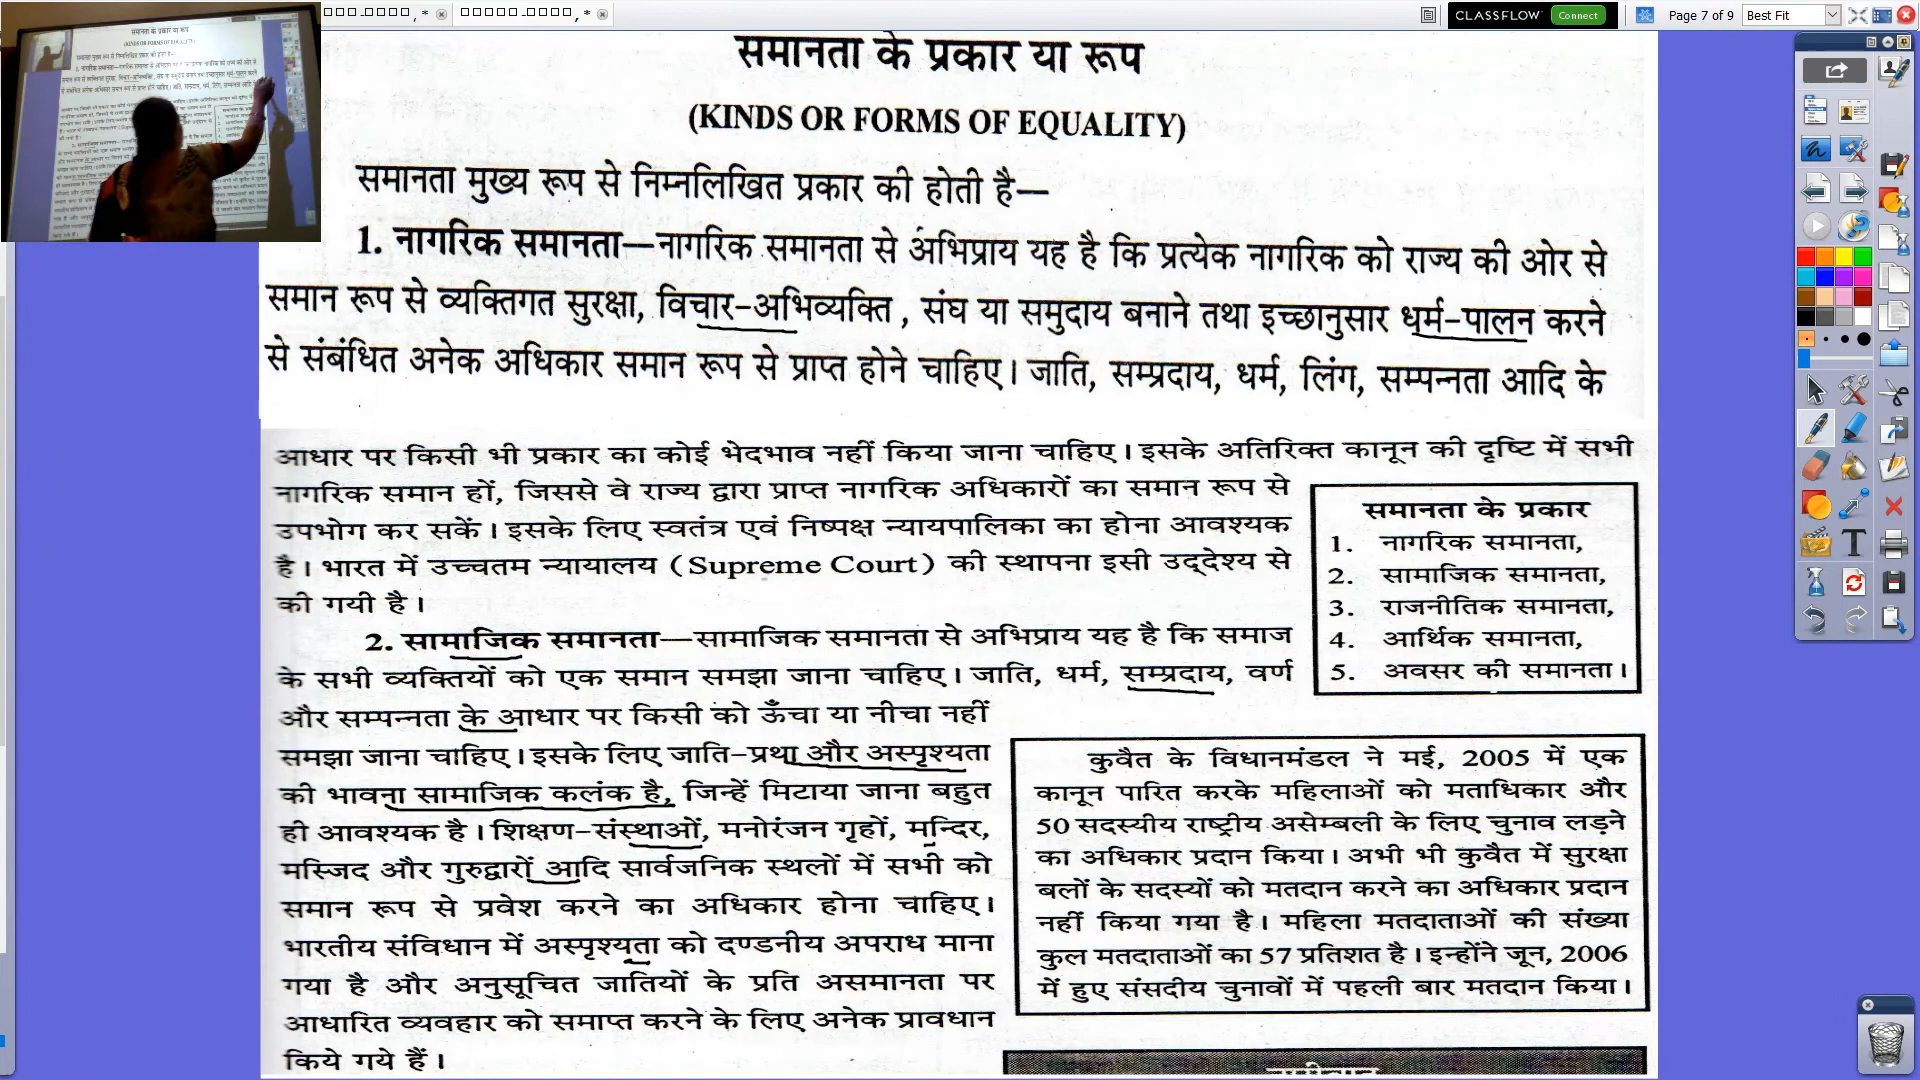 CLASSFLOW Connect
Page 7 of 9
Best Fit
समानता के प्रकार या रूप
(KINDS OR FORMS OF EQUALITY)
समानता मुख्य रूप से निम्नलिखित प्रकार की होती है—
1. नागरिक समानता—नागरिक समानता से अभिप्राय यह है कि प्रत्येक नागरिक को राज्य की ओर से
समान रूप से व्यक्तिगत सुरक्षा, विचार-अभिव्यक्ति, संघ या समुदाय बनाने तथा इच्छानुसार धर्म-पालन करने
से संबंधित अनेक अधिकार समान रूप से प्राप्त होने चाहिए। जाति, सम्प्रदाय, धर्म, लिंग, सम्पन्नता आदि के
आधार पर किसी भी प्रकार का कोई भेदभाव नहीं किया जाना चाहिए। इसके अतिरिक्त कानून की दृष्टि में सभी
नागरिक समान हों, जिससे वे राज्य द्वारा प्राप्त नागरिक अधिकारों का समान रूप से
उपभोग कर सकें। इसके लिए स्वतंत्र एवं निष्पक्ष न्यायपालिका का होना आवश्यक
है। भारत में उच्चतम न्यायालय (Supreme Court) की स्थापना इसी उद्देश्य से
की गयी है।
समानता के प्रकार
1. नागरिक समानता,
2. सामाजिक समानता,
3. राजनीतिक समानता,
4. आर्थिक समानता,
5. अवसर की समानता।
2. सामाजिक समानता—सामाजिक समानता से अभिप्राय यह है कि समाज
के सभी व्यक्तियों को एक समान समझा जाना चाहिए। जाति, धर्म, सम्प्रदाय, वर्ण
और सम्पन्नता के आधार पर किसी को ऊँचा या नीचा नहीं
समझा जाना चाहिए। इसके लिए जाति-प्रथा और अस्पृश्यता
की भावना सामाजिक कलंक है, जिन्हें मिटाया जाना बहुत
ही आवश्यक है। शिक्षण-संस्थाओं, मनोरंजन गृहों, मन्दिर,
मस्जिद और गुरुद्वारों आदि सार्वजनिक स्थलों में सभी को
समान रूप से प्रवेश करने का अधिकार होना चाहिए।
भारतीय संविधान में अस्पृश्यता को दण्डनीय अपराध माना
गया है और अनुसूचित जातियों के प्रति असमानता पर
आधारित व्यवहार को समाप्त करने के लिए अनेक प्रावधान
किये गये हैं।
कुवैत के विधानमंडल ने मई, 2005 में एक
कानून पारित करके महिलाओं को मताधिकार और
50 सदस्यीय राष्ट्रीय असेम्बली के लिए चुनाव लड़ने
का अधिकार प्रदान किया। अभी भी कुवैत में सुरक्षा
बलों के सदस्यों को मतदान करने का अधिकार प्रदान
नहीं किया गया है। महिला मतदाताओं की संख्या
कुल मतदाताओं का 57 प्रतिशत है। इन्होंने जून, 2006
में हुए संसदीय चुनावों में पहली बार मतदान किया।